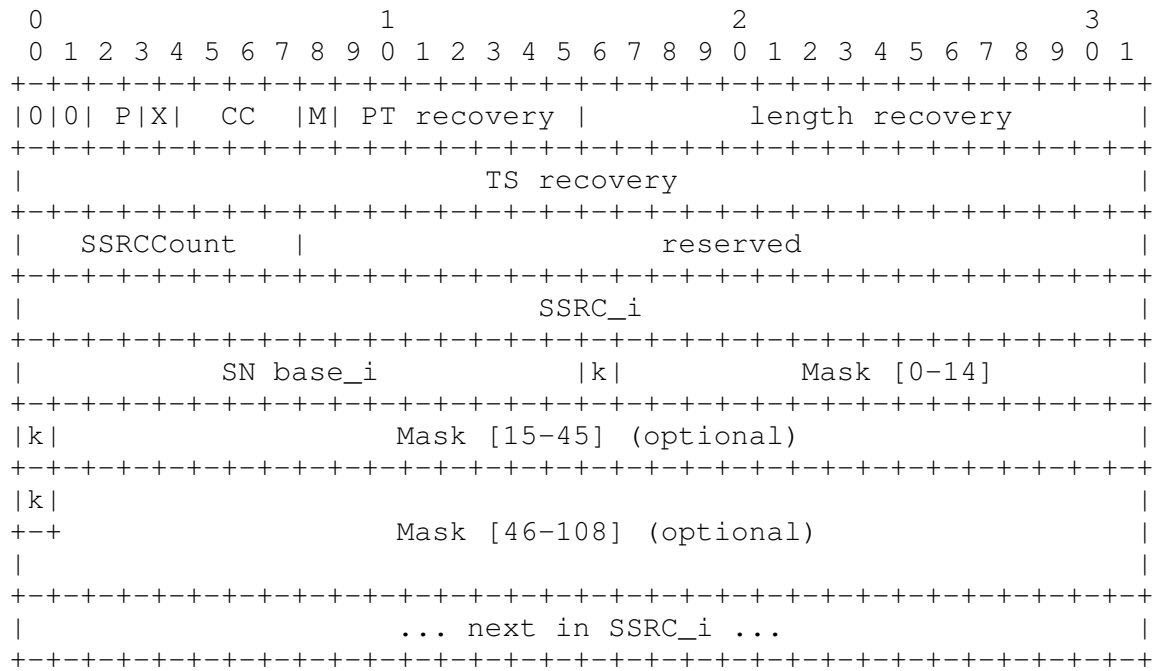 0                   1                   2                   3
 0 1 2 3 4 5 6 7 8 9 0 1 2 3 4 5 6 7 8 9 0 1 2 3 4 5 6 7 8 9 0 1
+-+-+-+-+-+-+-+-+-+-+-+-+-+-+-+-+-+-+-+-+-+-+-+-+-+-+-+-+-+-+-+-+
|0|0| P|X|  CC   |M| PT recovery |         length recovery       |
+-+-+-+-+-+-+-+-+-+-+-+-+-+-+-+-+-+-+-+-+-+-+-+-+-+-+-+-+-+-+-+-+
|                          TS recovery                          |
+-+-+-+-+-+-+-+-+-+-+-+-+-+-+-+-+-+-+-+-+-+-+-+-+-+-+-+-+-+-+-+-+
|   SSRCCount   |                    reserved                   |
+-+-+-+-+-+-+-+-+-+-+-+-+-+-+-+-+-+-+-+-+-+-+-+-+-+-+-+-+-+-+-+-+
|                             SSRC_i                            |
+-+-+-+-+-+-+-+-+-+-+-+-+-+-+-+-+-+-+-+-+-+-+-+-+-+-+-+-+-+-+-+-+
|           SN base_i           |k|          Mask [0-14]        |
+-+-+-+-+-+-+-+-+-+-+-+-+-+-+-+-+-+-+-+-+-+-+-+-+-+-+-+-+-+-+-+-+
|k|                   Mask [15-45] (optional)                   |
+-+-+-+-+-+-+-+-+-+-+-+-+-+-+-+-+-+-+-+-+-+-+-+-+-+-+-+-+-+-+-+-+
|k|                                                             |
+-+                   Mask [46-108] (optional)                  |
|                                                               |
+-+-+-+-+-+-+-+-+-+-+-+-+-+-+-+-+-+-+-+-+-+-+-+-+-+-+-+-+-+-+-+-+
|                     ... next in SSRC_i ...                    |
+-+-+-+-+-+-+-+-+-+-+-+-+-+-+-+-+-+-+-+-+-+-+-+-+-+-+-+-+-+-+-+-+